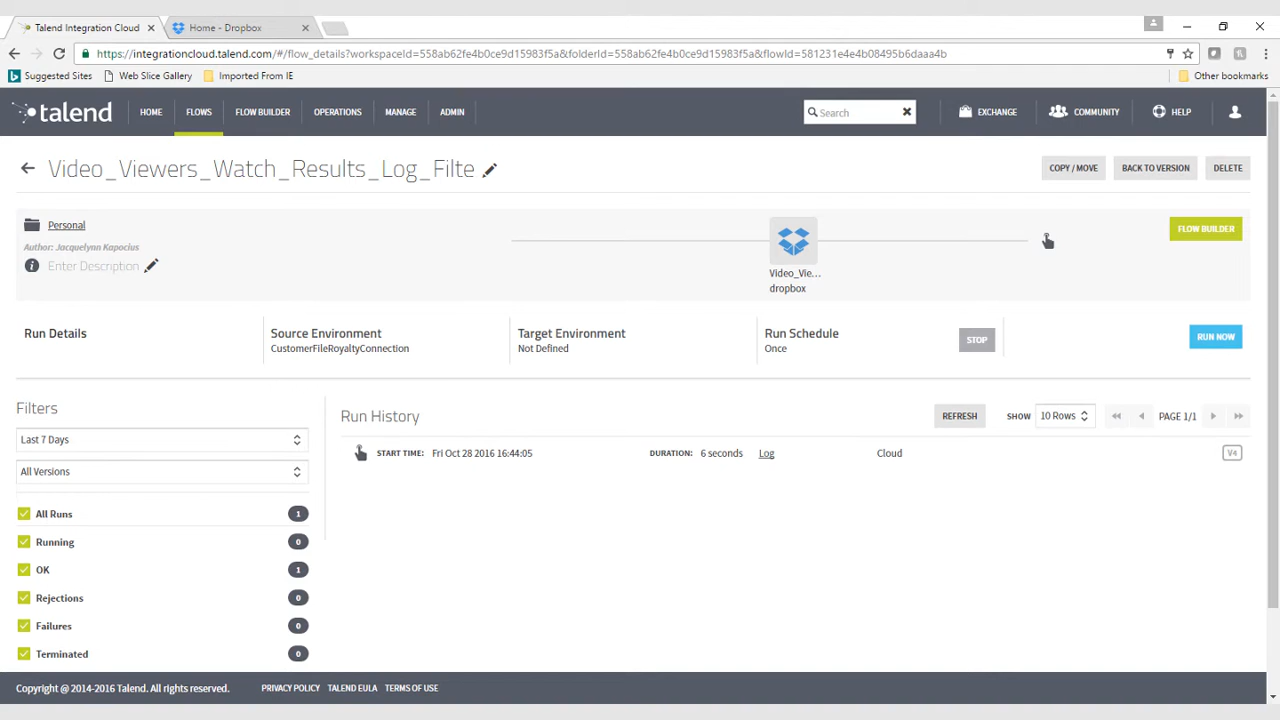 Talend Integration Cloud
Home - Dropbox
https://integrationcloud.talend.com/#/flow_details?workspaceId=558ab62fe4b0ce9d15983f5a&folderId=558ab62fe4b0ce9d15983f5a&flowId=581231e4e4b08495b6daaa4b
Suggested Sites
Web Slice Gallery
Imported From IE
Other bookmarks
talend
HOME
FLOWS
FLOW BUILDER
OPERATIONS
MANAGE
ADMIN
Search
EXCHANGE
COMMUNITY
HELP
Video_Viewers_Watch_Results_Log_Filte
COPY / MOVE
BACK TO VERSION
DELETE
Personal
Author: Jacquelynn Kapocius
Enter Description
Video_Vie...
dropbox
FLOW BUILDER
Run Details
Source Environment
CustomerFileRoyaltyConnection
Target Environment
Not Defined
Run Schedule
Once
STOP
RUN NOW
Filters
Last 7 Days
All Versions
All Runs 1
Running 0
OK 1
Rejections 0
Failures 0
Terminated 0
Run History
REFRESH
SHOW
10 Rows
PAGE 1/1
START TIME: Fri Oct 28 2016 16:44:05
DURATION: 6 seconds
Log
Cloud
V4
Copyright @ 2014-2016 Talend. All rights reserved.
PRIVACY POLICY
TALEND EULA
TERMS OF USE